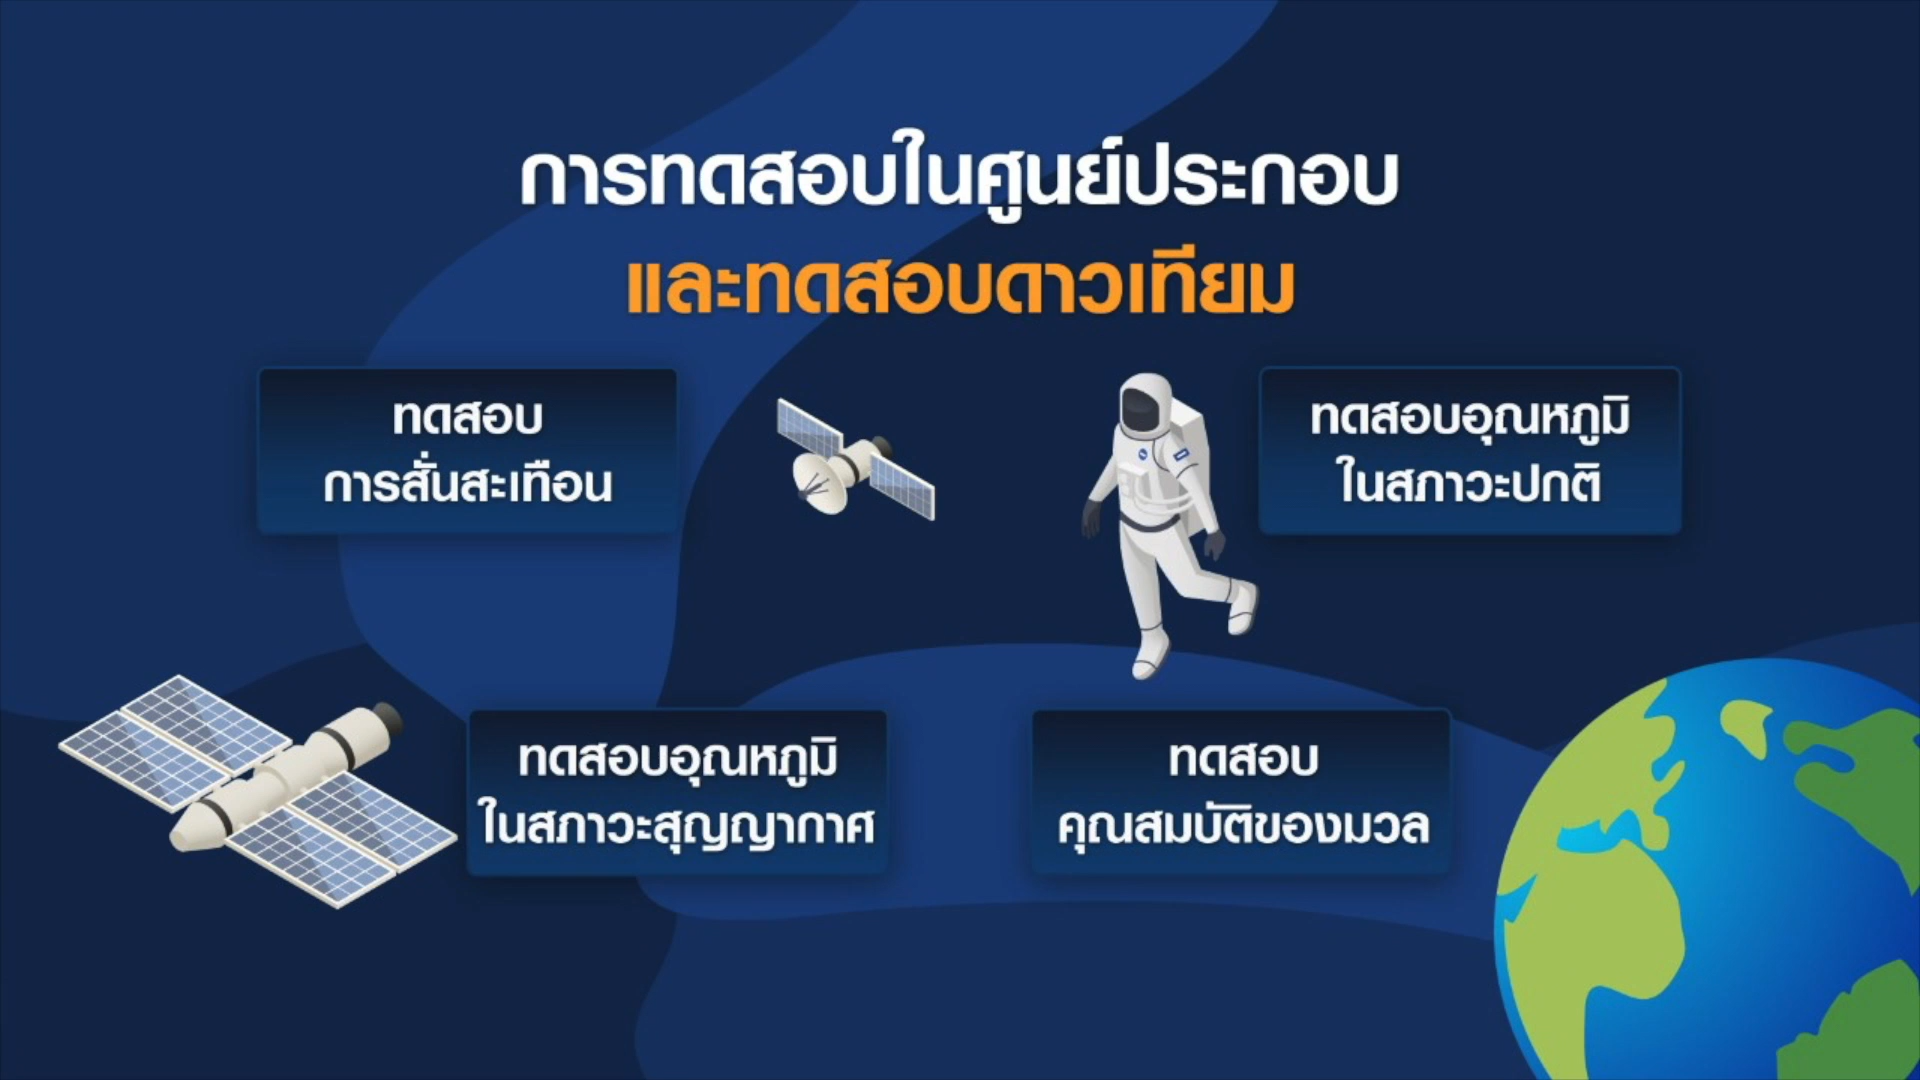 การทดสอบในศูนย์ประกอบ
และทดสอบดาวเทียม
ทดสอบ
การสั่นสะเทือน
ทดสอบอุณหภูมิ
ในสภาวะปกติ
ทดสอบอุณหภูมิ
ในสภาวะสุญญากาศ
ทดสอบ
คุณสมบัติของมวล